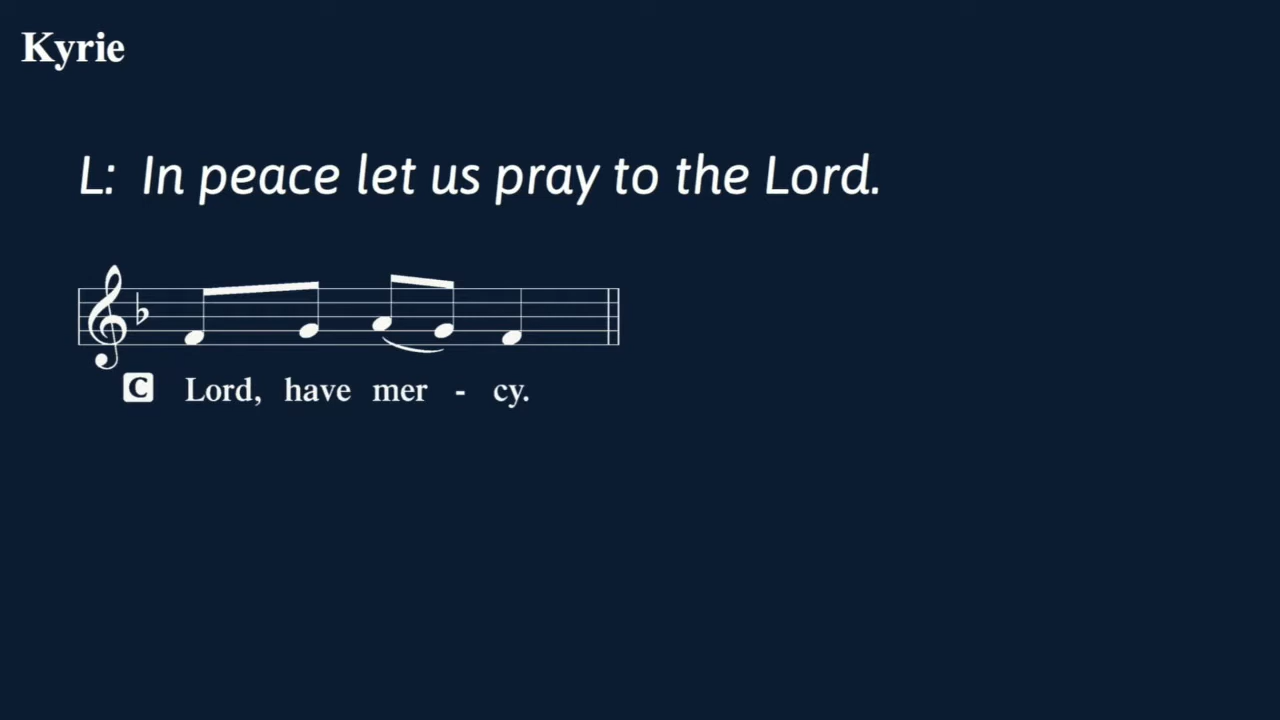 Kyrie
L: In peace let us pray to the Lord.
C Lord, have mer - cy.